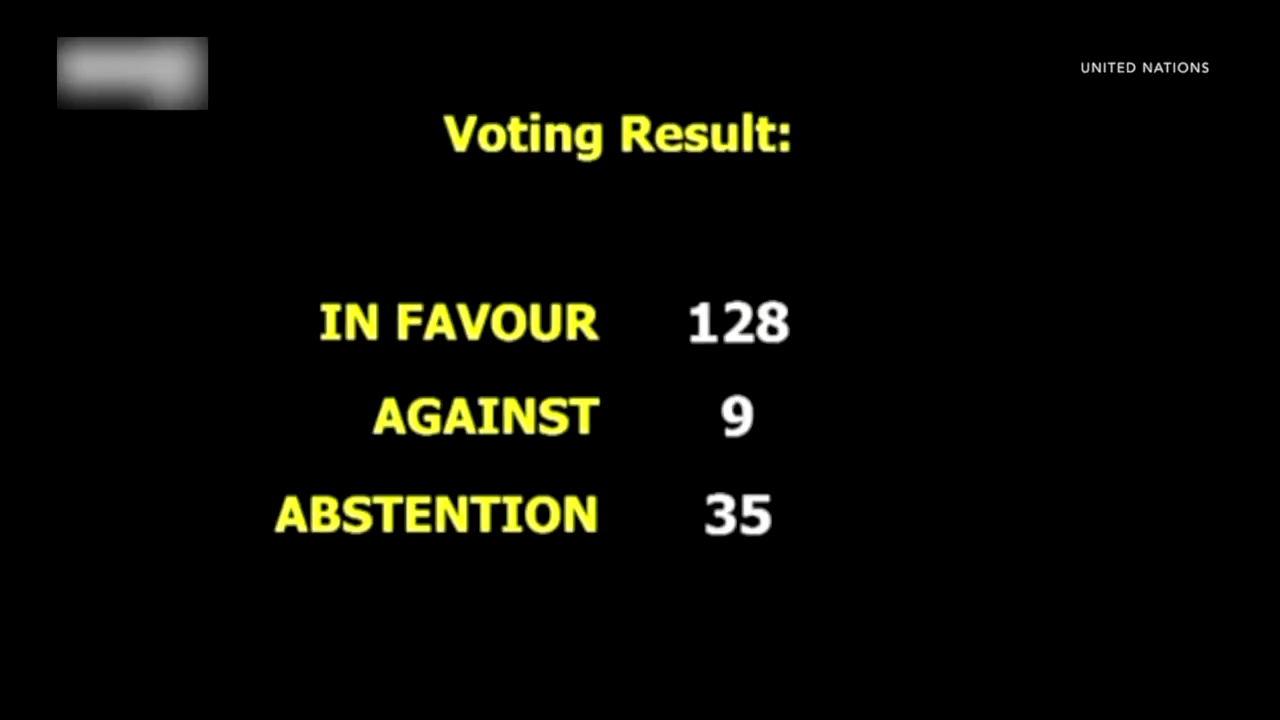 UNITED NATIONS
Voting Result:
IN FAVOUR 128
AGAINST 9
ABSTENTION 35